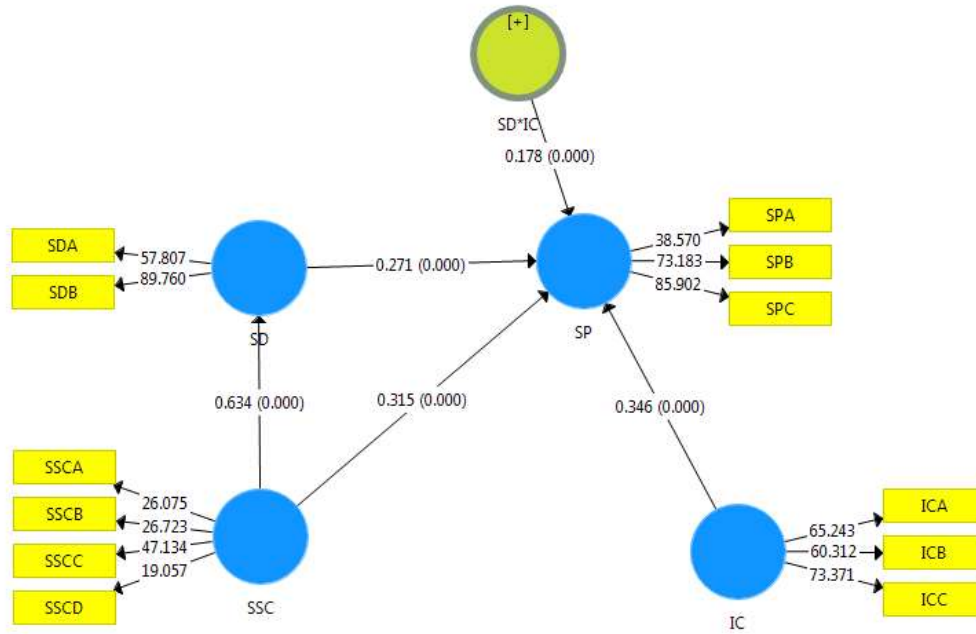 [+]
SD*IC
0.178 (0.000)
SDA
SDB
57.807
89.760
SD
0.271 (0.000)
SP
38.570
73.183
85.902
SPA
SPB
SPC
0.634 (0.000)
0.315 (0.000)
0.346 (0.000)
SSCA
SSCB
SSCC
SSCD
26.075
26.723
47.134
19.057
SSC
IC
65.243
60.312
73.371
ICA
ICB
ICC